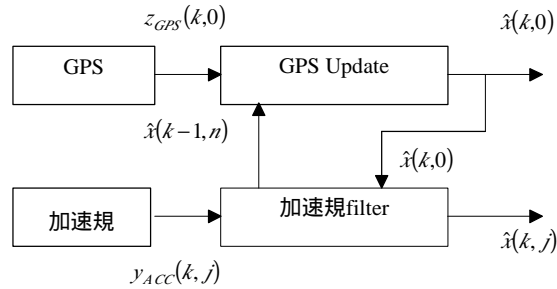 z_GPS(k,0)
x̂(k,0)
GPS
GPS Update
x̂(k−1,n)
x̂(k,0)
加速規
加速規filter
x̂(k, j)
y_ACC(k, j)